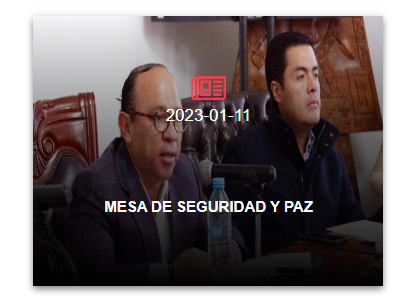 2023-01-11
MESA DE SEGURIDAD Y PAZ